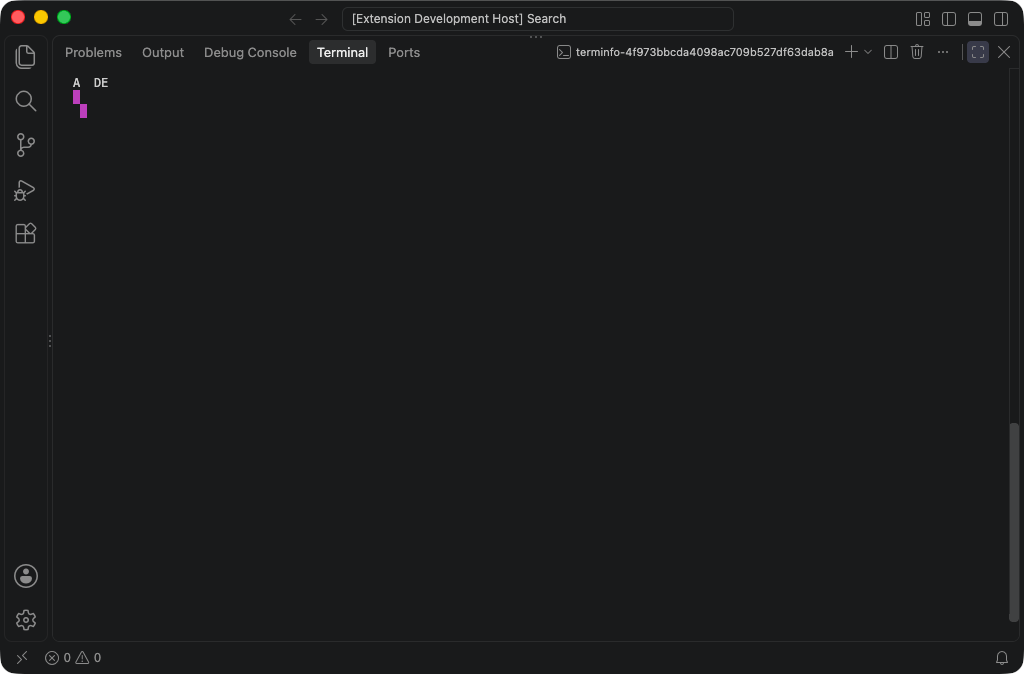 [Extension Development Host] Search
Problems Output Debug Console Terminal Ports terminfo-4f973bbcda4098ac709b527df63dab8a
A  DE
0 0